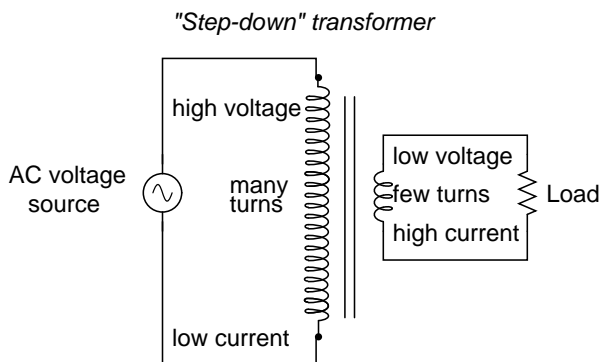 "Step-down" transformer
high voltage
AC voltage
source
many
turns
low current
low voltage
few turns
high current
Load